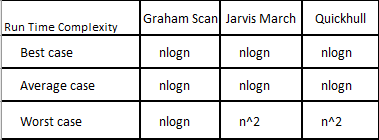 Run Time Complexity Graham Scan Jarvis March Quickhull
Best case nlogn nlogn nlogn
Average case nlogn nlogn nlogn
Worst case nlogn n^2 n^2